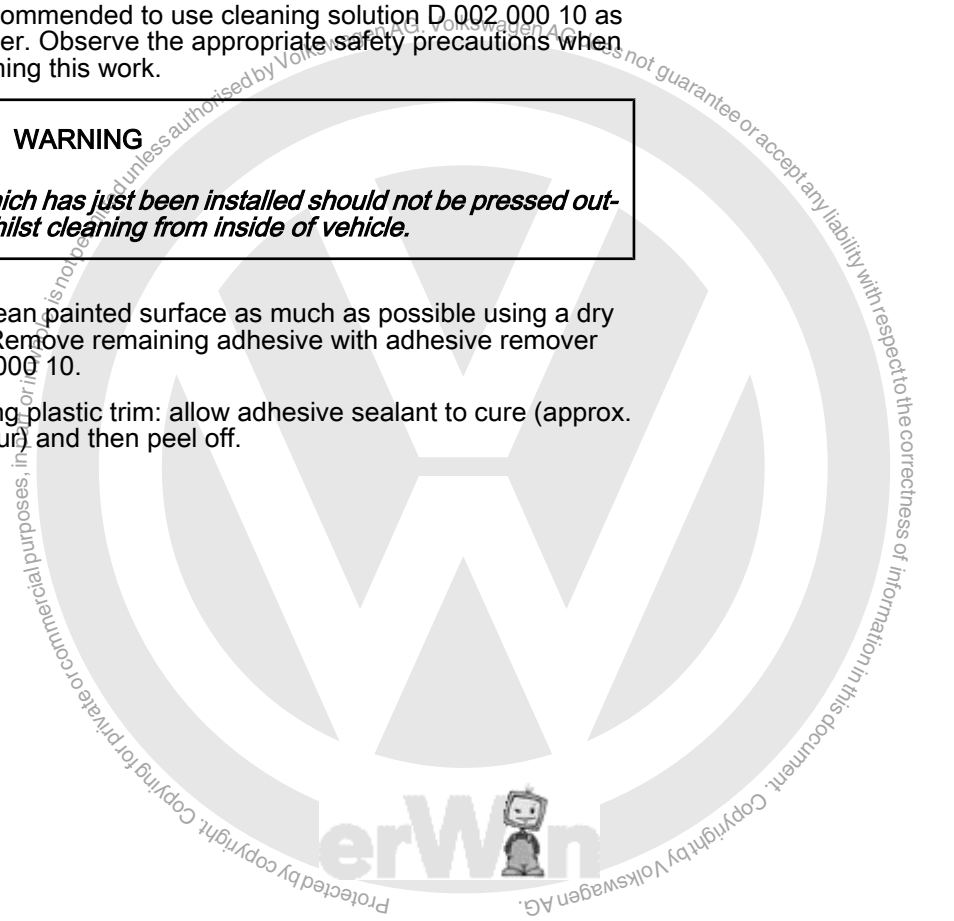 ommended to use cleaning solution D 002 000 10 as
er. Observe the appropriate safety precautions when
ing this work.
WARNING
ich has just been installed should not be pressed out-
hilst cleaning from inside of vehicle.
ean painted surface as much as possible using a dry
Remove remaining adhesive with adhesive remover
000 10.
ng plastic trim: allow adhesive sealant to cure (approx.
ur) and then peel off.
erWin
Protected by copyright. Copying for private or commercial purposes, in part or in whole, is not permitted unless authorised by Volkswagen AG. Volkswagen AG does not guarantee or accept any liability with respect to the correctness of information in this document. Copyright by Volkswagen AG.